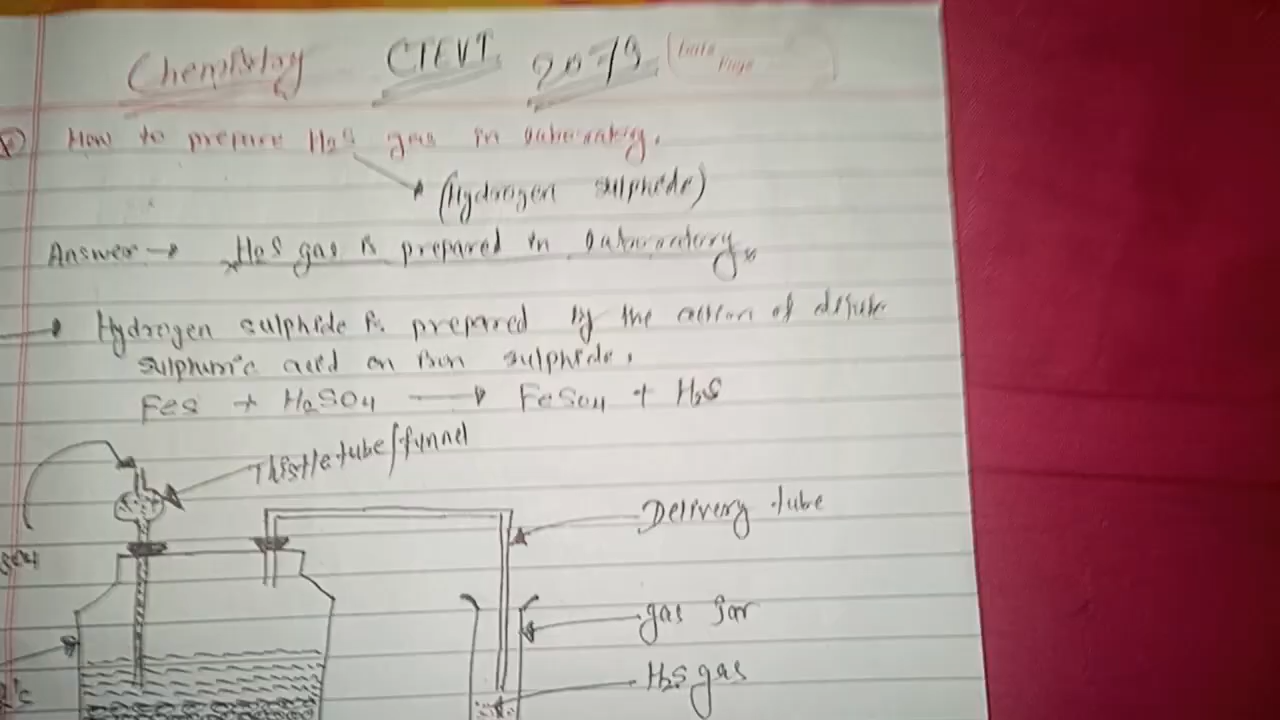 Chemistry CTEVT 2079
How to prepare H2S gas in laboratory.
(Hydrogen sulphide)
Answer → H2S gas is prepared in laboratory
→ Hydrogen sulphide is prepared by the action of dilute
sulphuric acid on Iron sulphide.
FeS + H2SO4 → FeSO4 + H2S
Thistle tube/funnel
Delivery tube
SO4
gas Jar
H2S gas